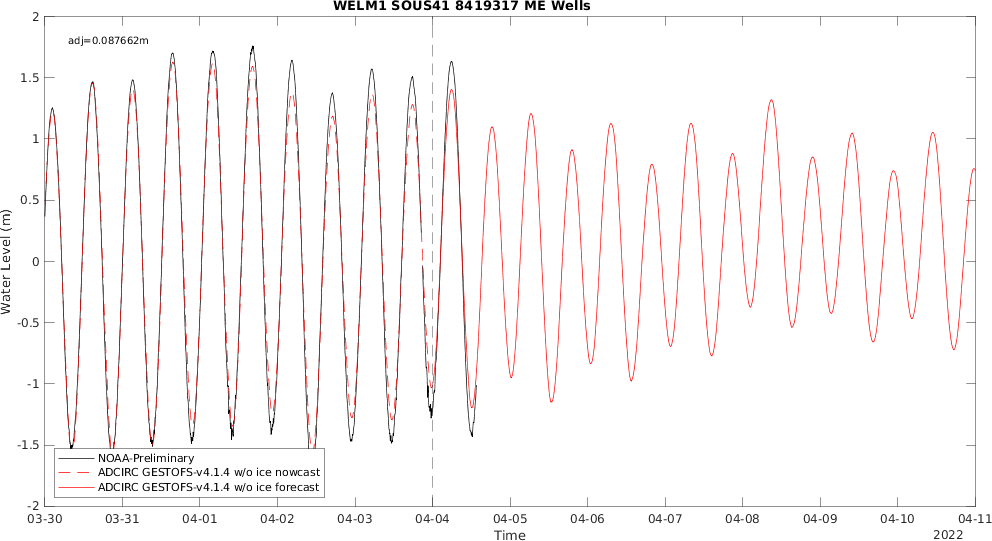 WELM1 SOUS41 8419317 ME Wells
adj=0.087662m
2
1.5
1
0.5
0
-0.5
-1
-1.5
-2
Water Level (m)
NOAA-Preliminary
ADCIRC GESTOFS-v4.1.4 w/o ice nowcast
ADCIRC GESTOFS-v4.1.4 w/o ice forecast
03-30 03-31 04-01 04-02 04-03 04-04 04-05 04-06 04-07 04-08 04-09 04-10 04-11
Time
2022